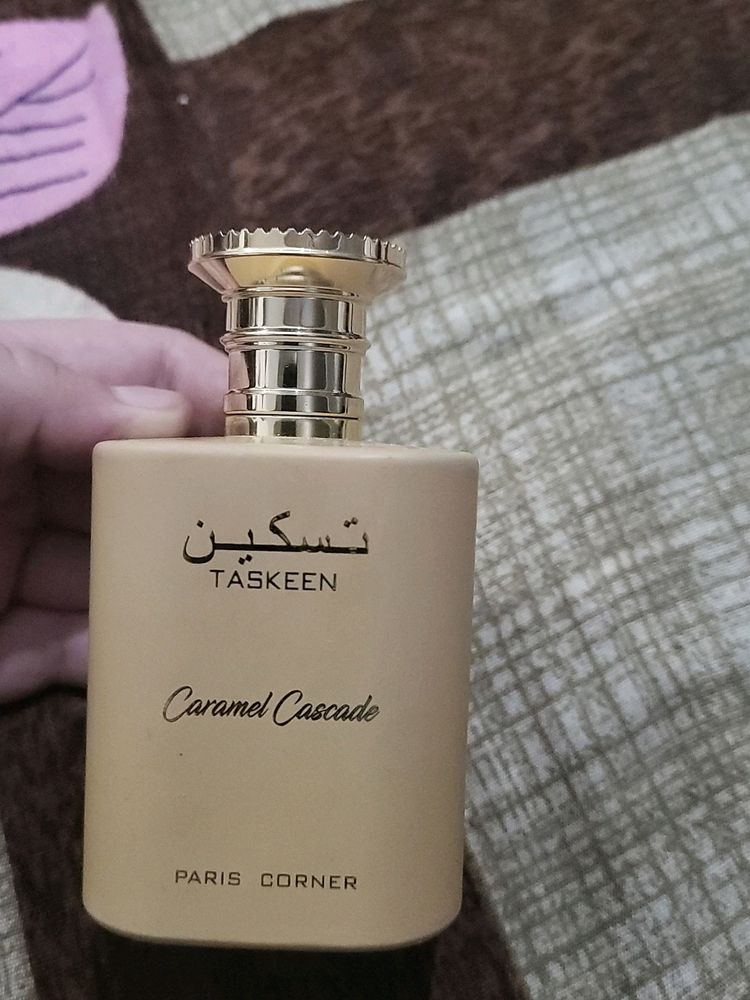 تسكين
TASKEEN
Caramel Cascade
PARIS CORNER